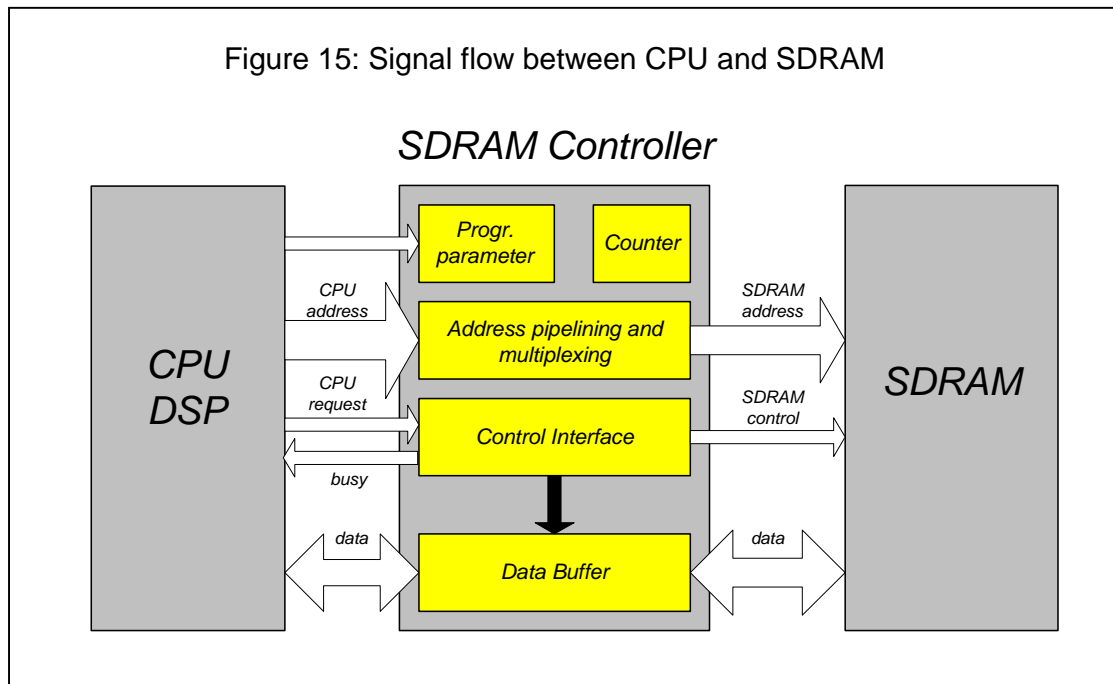 Figure 15: Signal flow between CPU and SDRAM
SDRAM Controller
Progr.
parameter
Counter
CPU
address
SDRAM
address
Address pipelining and
multiplexing
CPU
DSP
SDRAM
CPU
request
SDRAM
control
Control Interface
busy
data
data
Data Buffer